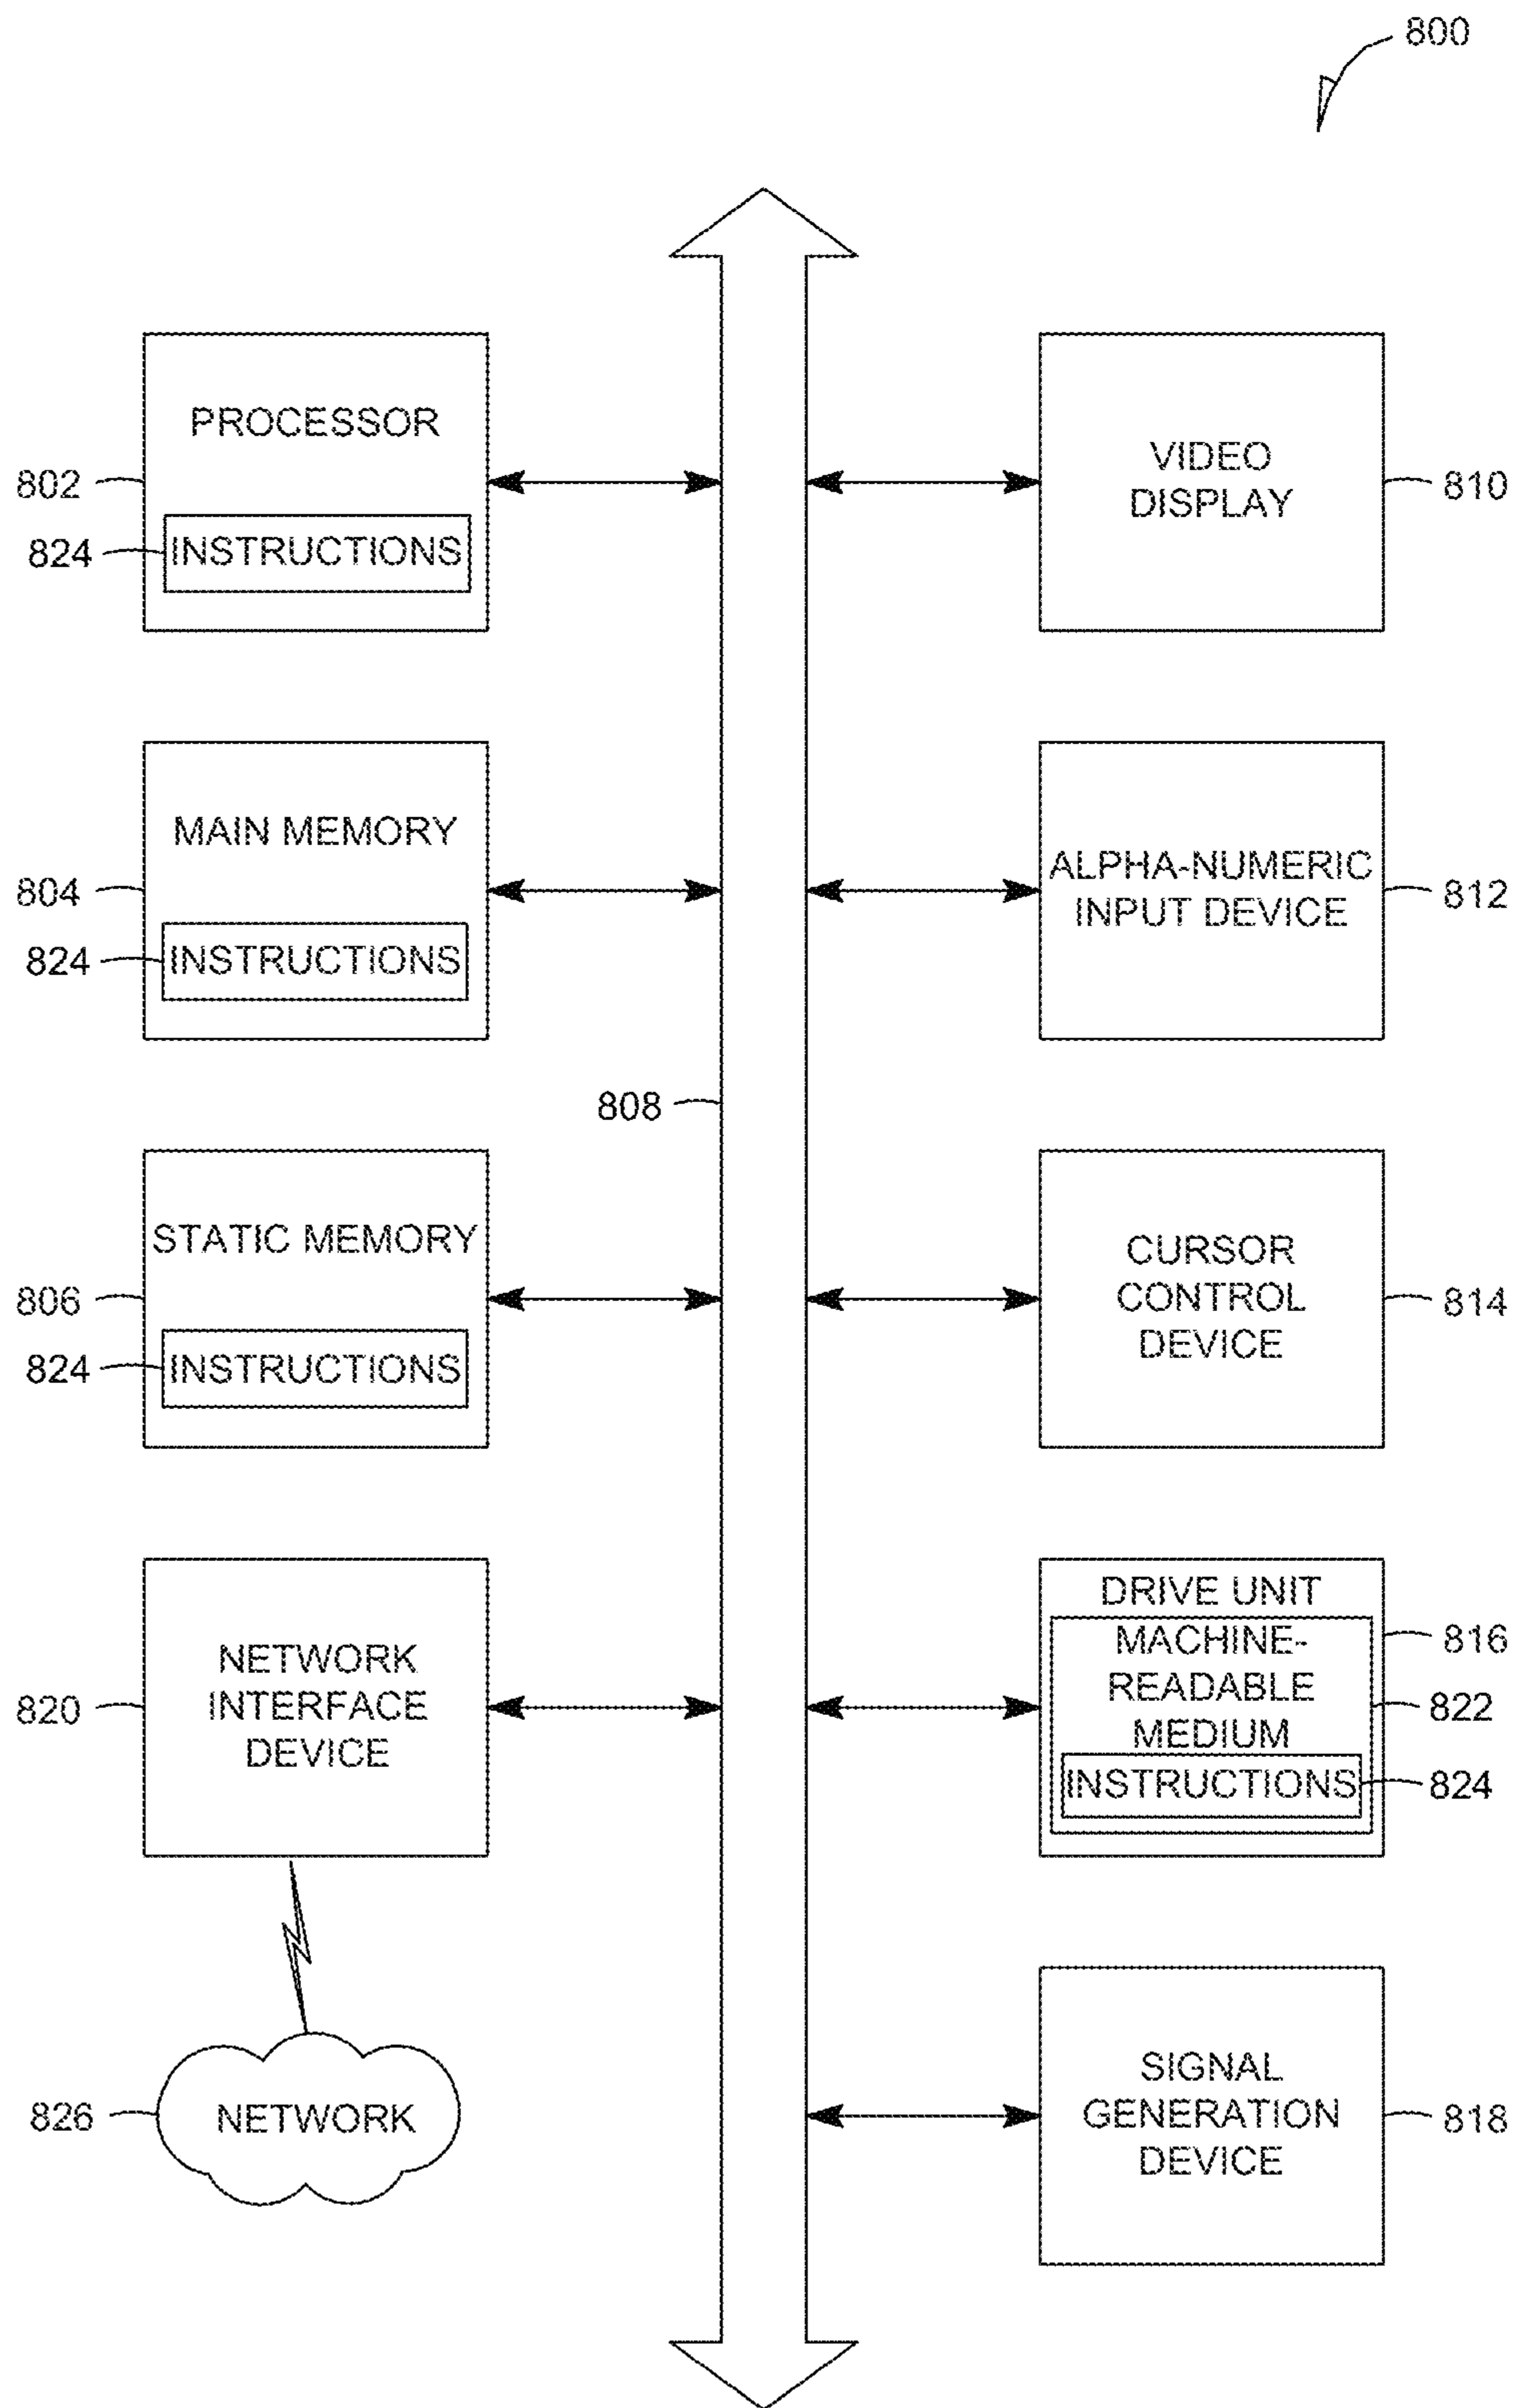 800
PROCESSOR
802
824
INSTRUCTIONS
VIDEO
DISPLAY
810
MAIN MEMORY
804
824
INSTRUCTIONS
ALPHA-NUMERIC
INPUT DEVICE
812
808
STATIC MEMORY
806
824
INSTRUCTIONS
CURSOR
CONTROL
DEVICE
814
NETWORK
INTERFACE
DEVICE
820
DRIVE UNIT
816
MACHINE-
READABLE
MEDIUM
822
INSTRUCTIONS
824
826
NETWORK
SIGNAL
GENERATION
DEVICE
818